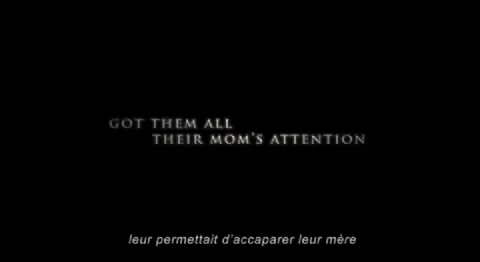 GOT THEM ALL
THEIR MOM'S ATTENTION
leur permettait d'accaparer leur mère